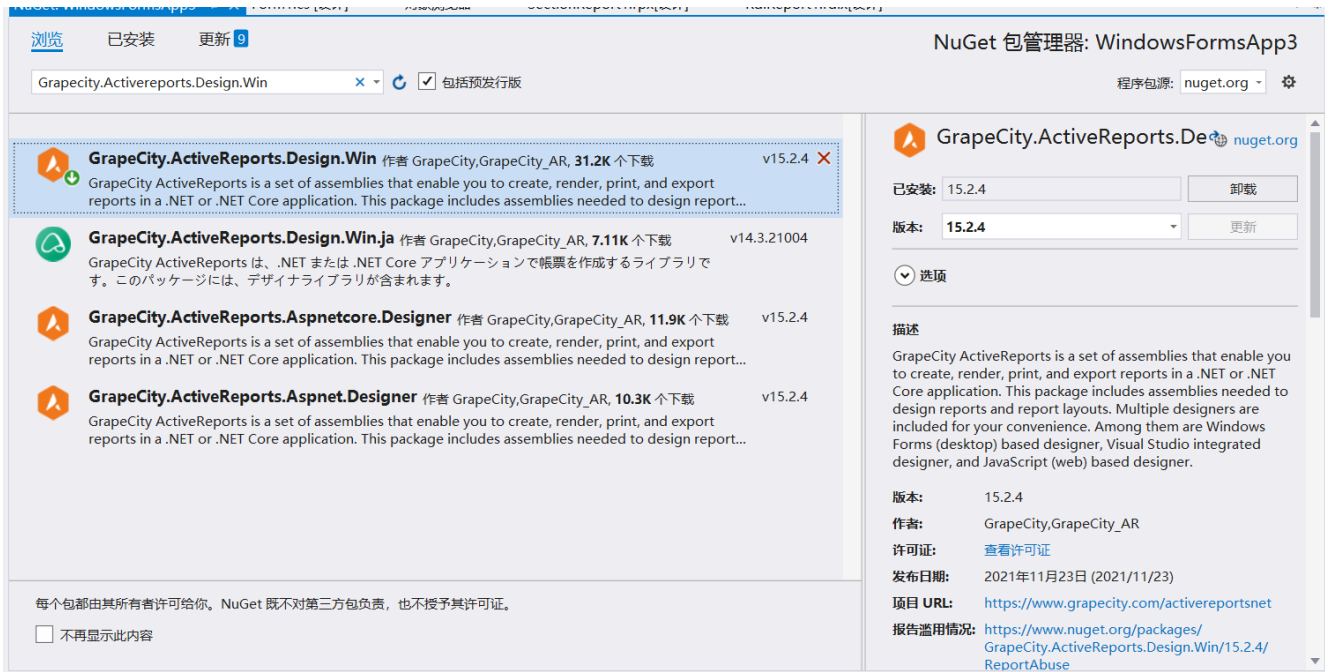 浏览
已安装
更新 9
NuGet 包管理器: WindowsFormsApp3
Grapecity.Activereports.Design.Win
包括预发行版
程序包源: nuget.org
GrapeCity.ActiveReports.Design.Win 作者 GrapeCity,GrapeCity_AR, 31.2K 个下载 v15.2.4
GrapeCity ActiveReports is a set of assemblies that enable you to create, render, print, and export
reports in a .NET or .NET Core application. This package includes assemblies needed to design report...
GrapeCity.ActiveReports.Design.Win.ja 作者 GrapeCity,GrapeCity_AR, 7.11K 个下载 v14.3.21004
GrapeCity ActiveReports は、.NET または .NET Core アプリケーションで帳票を作成するライブラリで
す。このパッケージには、デザイナライブラリが含まれます。
GrapeCity.ActiveReports.Aspnetcore.Designer 作者 GrapeCity,GrapeCity_AR, 11.9K 个下载 v15.2.4
GrapeCity ActiveReports is a set of assemblies that enable you to create, render, print, and export
reports in a .NET or .NET Core application. This package includes assemblies needed to design report...
GrapeCity.ActiveReports.Aspnet.Designer 作者 GrapeCity,GrapeCity_AR, 10.3K 个下载 v15.2.4
GrapeCity ActiveReports is a set of assemblies that enable you to create, render, print, and export
reports in a .NET or .NET Core application. This package includes assemblies needed to design report...
每个包都由其所有者许可给你。NuGet 既不对第三方包负责，也不授予其许可证。
不再显示此内容
GrapeCity.ActiveReports.De nuget.org
已安装: 15.2.4 卸载
版本: 15.2.4 更新
选项
描述
GrapeCity ActiveReports is a set of assemblies that enable you
to create, render, print, and export reports in a .NET or .NET
Core application. This package includes assemblies needed to
design reports and report layouts. Multiple designers are
included for your convenience. Among them are Windows
Forms (desktop) based designer, Visual Studio integrated
designer, and JavaScript (web) based designer.
版本: 15.2.4
作者: GrapeCity,GrapeCity_AR
许可证: 查看许可证
发布日期: 2021年11月23日 (2021/11/23)
项目 URL: https://www.grapecity.com/activereportsnet
报告滥用情况: https://www.nuget.org/packages/
GrapeCity.ActiveReports.Design.Win/15.2.4/
ReportAbuse